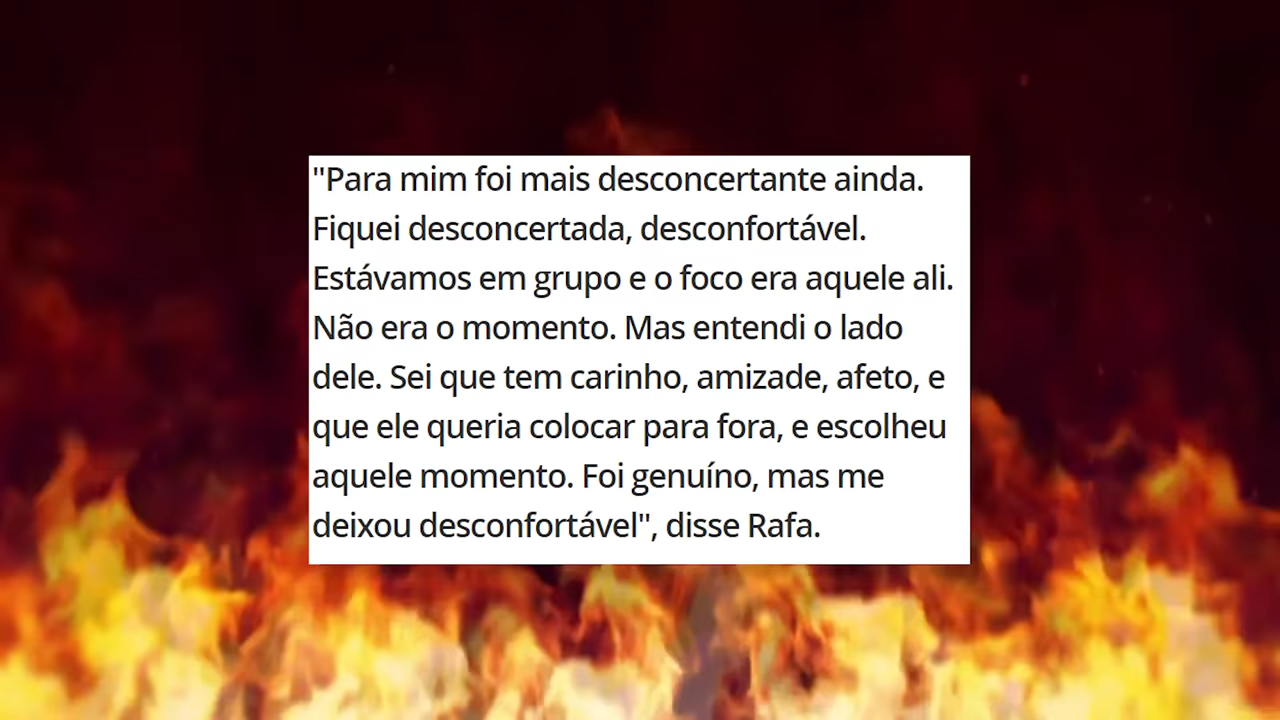 "Para mim foi mais desconcertante ainda.
Fiquei desconcertada, desconfortável.
Estávamos em grupo e o foco era aquele ali.
Não era o momento. Mas entendi o lado
dele. Sei que tem carinho, amizade, afeto, e
que ele queria colocar para fora, e escolheu
aquele momento. Foi genuíno, mas me
deixou desconfortável", disse Rafa.